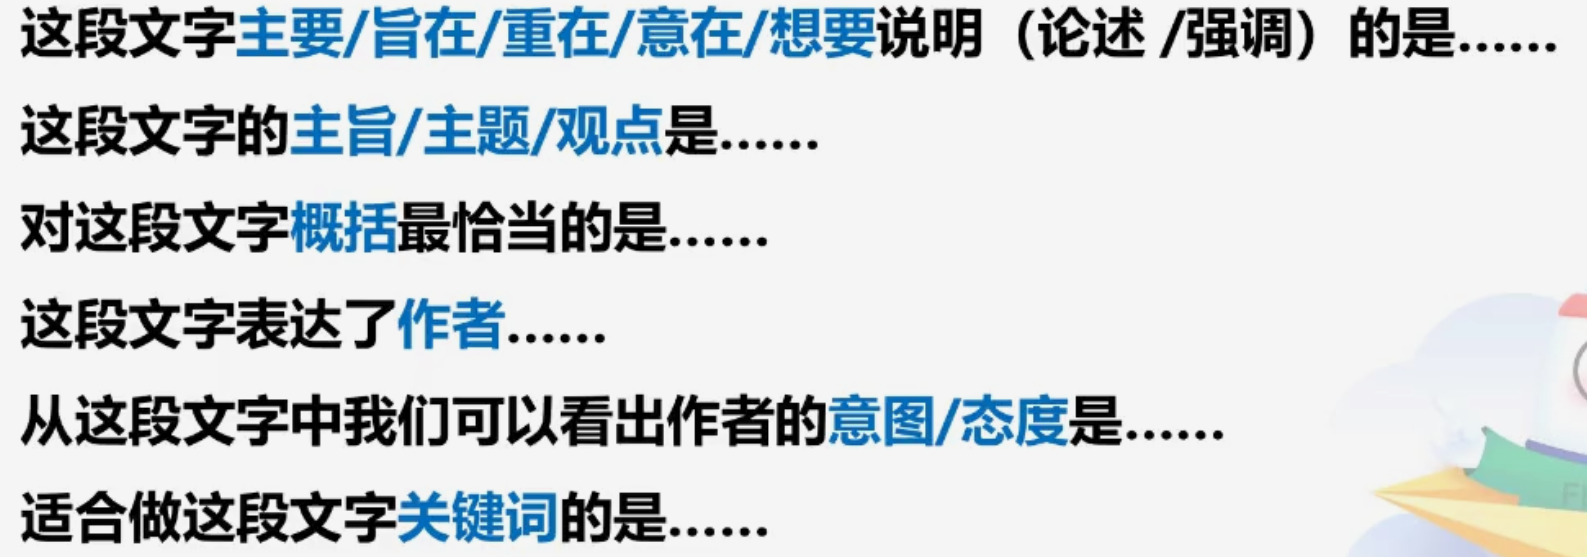 这段文字主要/旨在/重在/意在/想要说明（论述 /强调）的是……
这段文字的主旨/主题/观点是……
对这段文字概括最恰当的是……
这段文字表达了作者……
从这段文字中我们可以看出作者的意图/态度是……
适合做这段文字关键词的是……